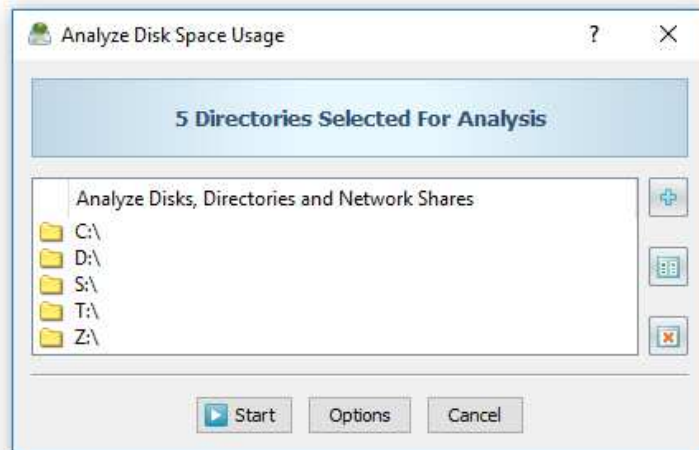 Analyze Disk Space Usage
5 Directories Selected For Analysis
Analyze Disks, Directories and Network Shares
C:\
D:\
S:\
T:\
Z:\
Start Options Cancel